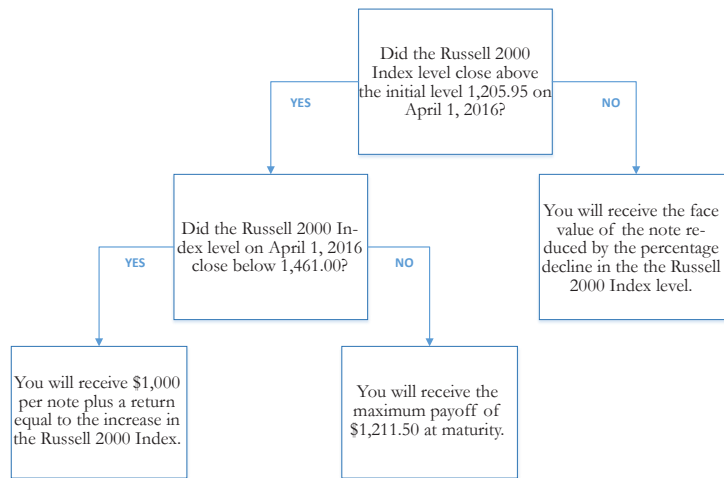 Did the Russell 2000
Index level close above
the initial level 1,205.95 on
April 1, 2016?
YES
NO
Did the Russell 2000 In-
dex level on April 1, 2016
close below 1,461.00?
You will receive the face
value of the note re-
duced by the percentage
decline in the the Russell
2000 Index level.
YES
NO
You will receive $1,000
per note plus a return
equal to the increase in
the Russell 2000 Index.
You will receive the
maximum payoff of
$1,211.50 at maturity.